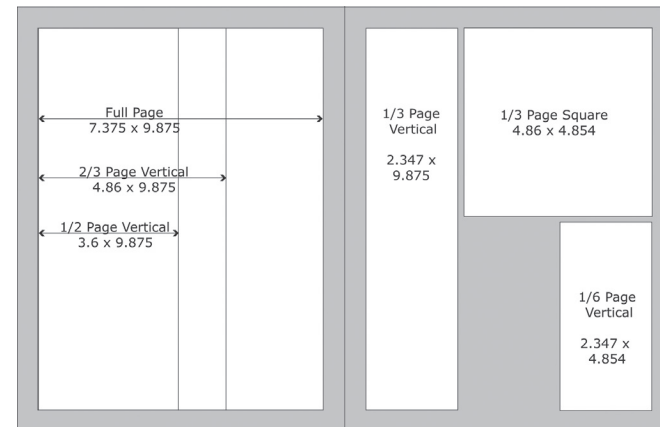 Full Page
7.375 x 9.875
2/3 Page Vertical
4.86 x 9.875
1/2 Page Vertical
3.6 x 9.875
1/3 Page
Vertical
2.347 x
9.875
1/3 Page Square
4.86 x 4.854
1/6 Page
Vertical
2.347 x
4.854